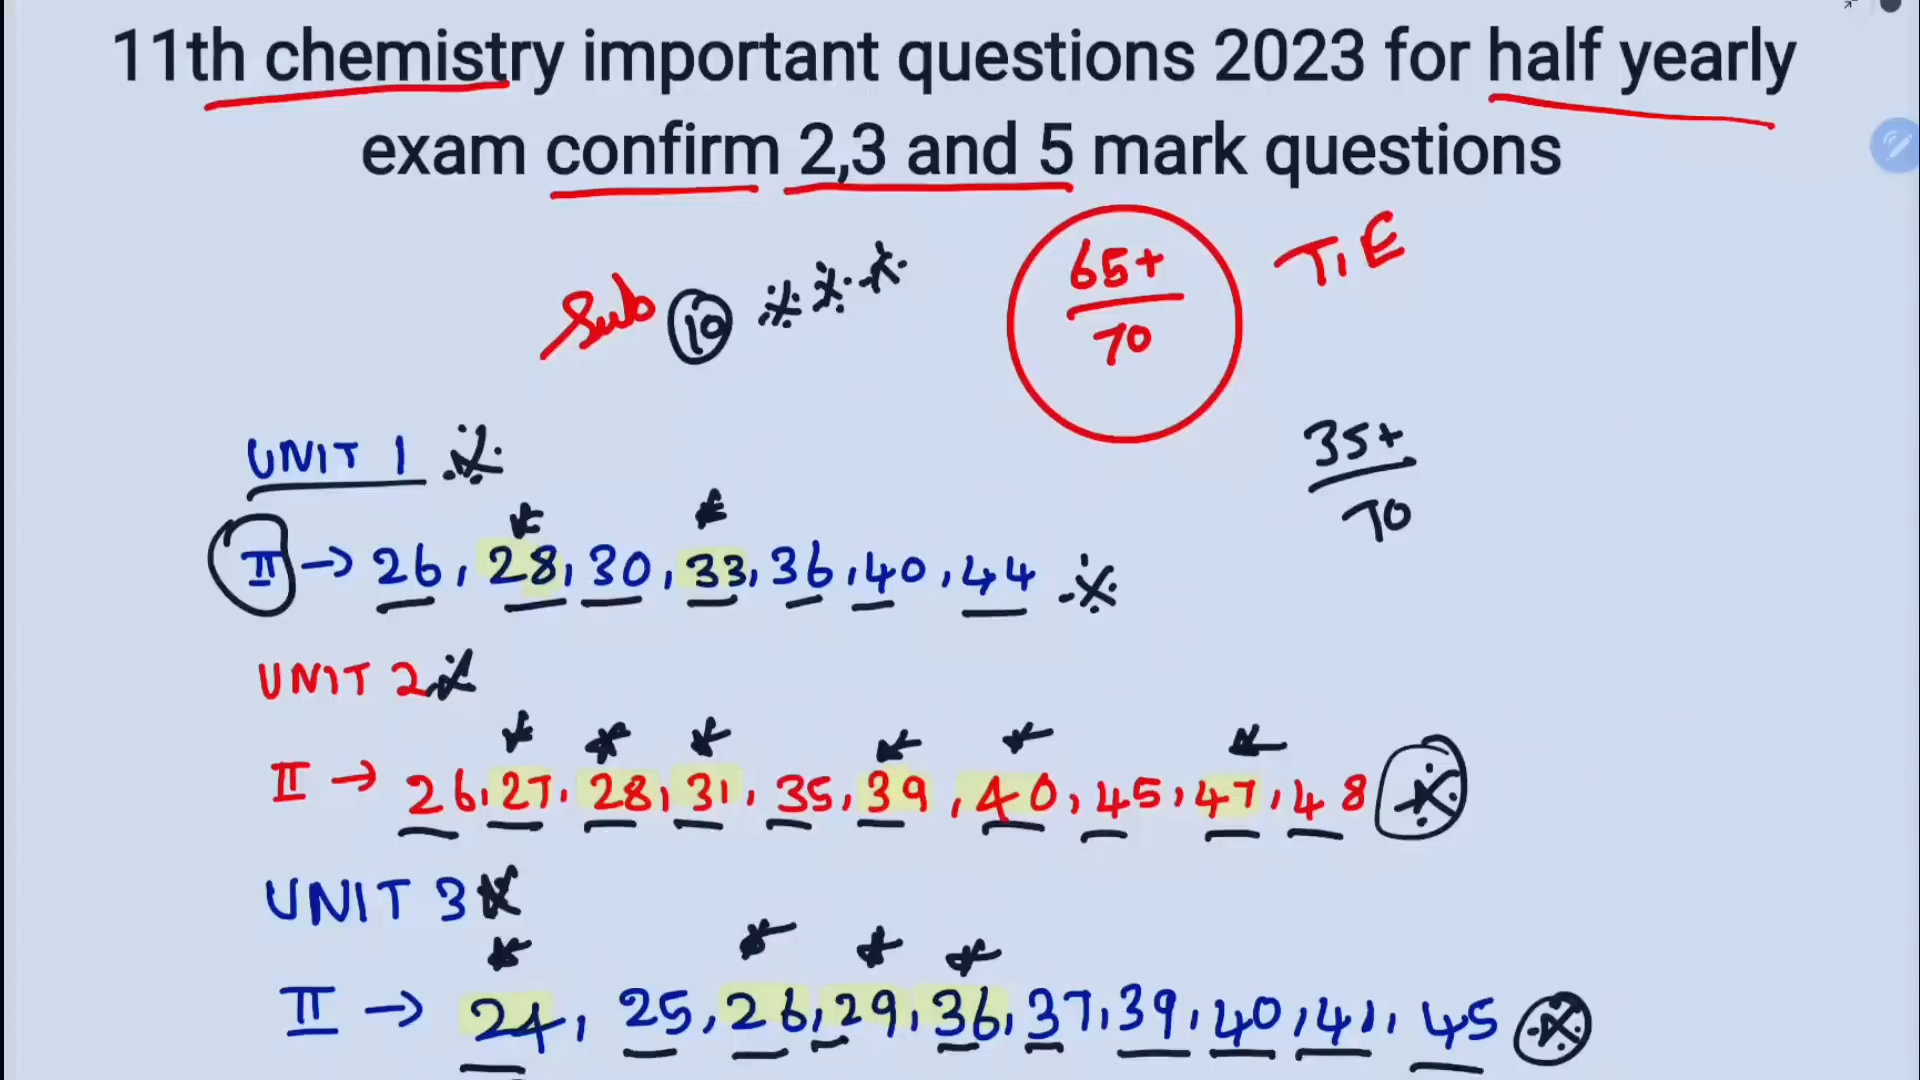 11th chemistry important questions 2023 for half yearly
exam confirm 2,3 and 5 mark questions
65+ T.E
Sub 10 70
35+
UNIT 1 70
II → 26, 28, 30, 33, 36, 40, 44
UNIT 2
II → 26, 27, 28, 31, 35, 39, 40, 45, 47, 48
UNIT 3
II → 24, 25, 26, 29, 36, 37, 39, 40, 41, 45